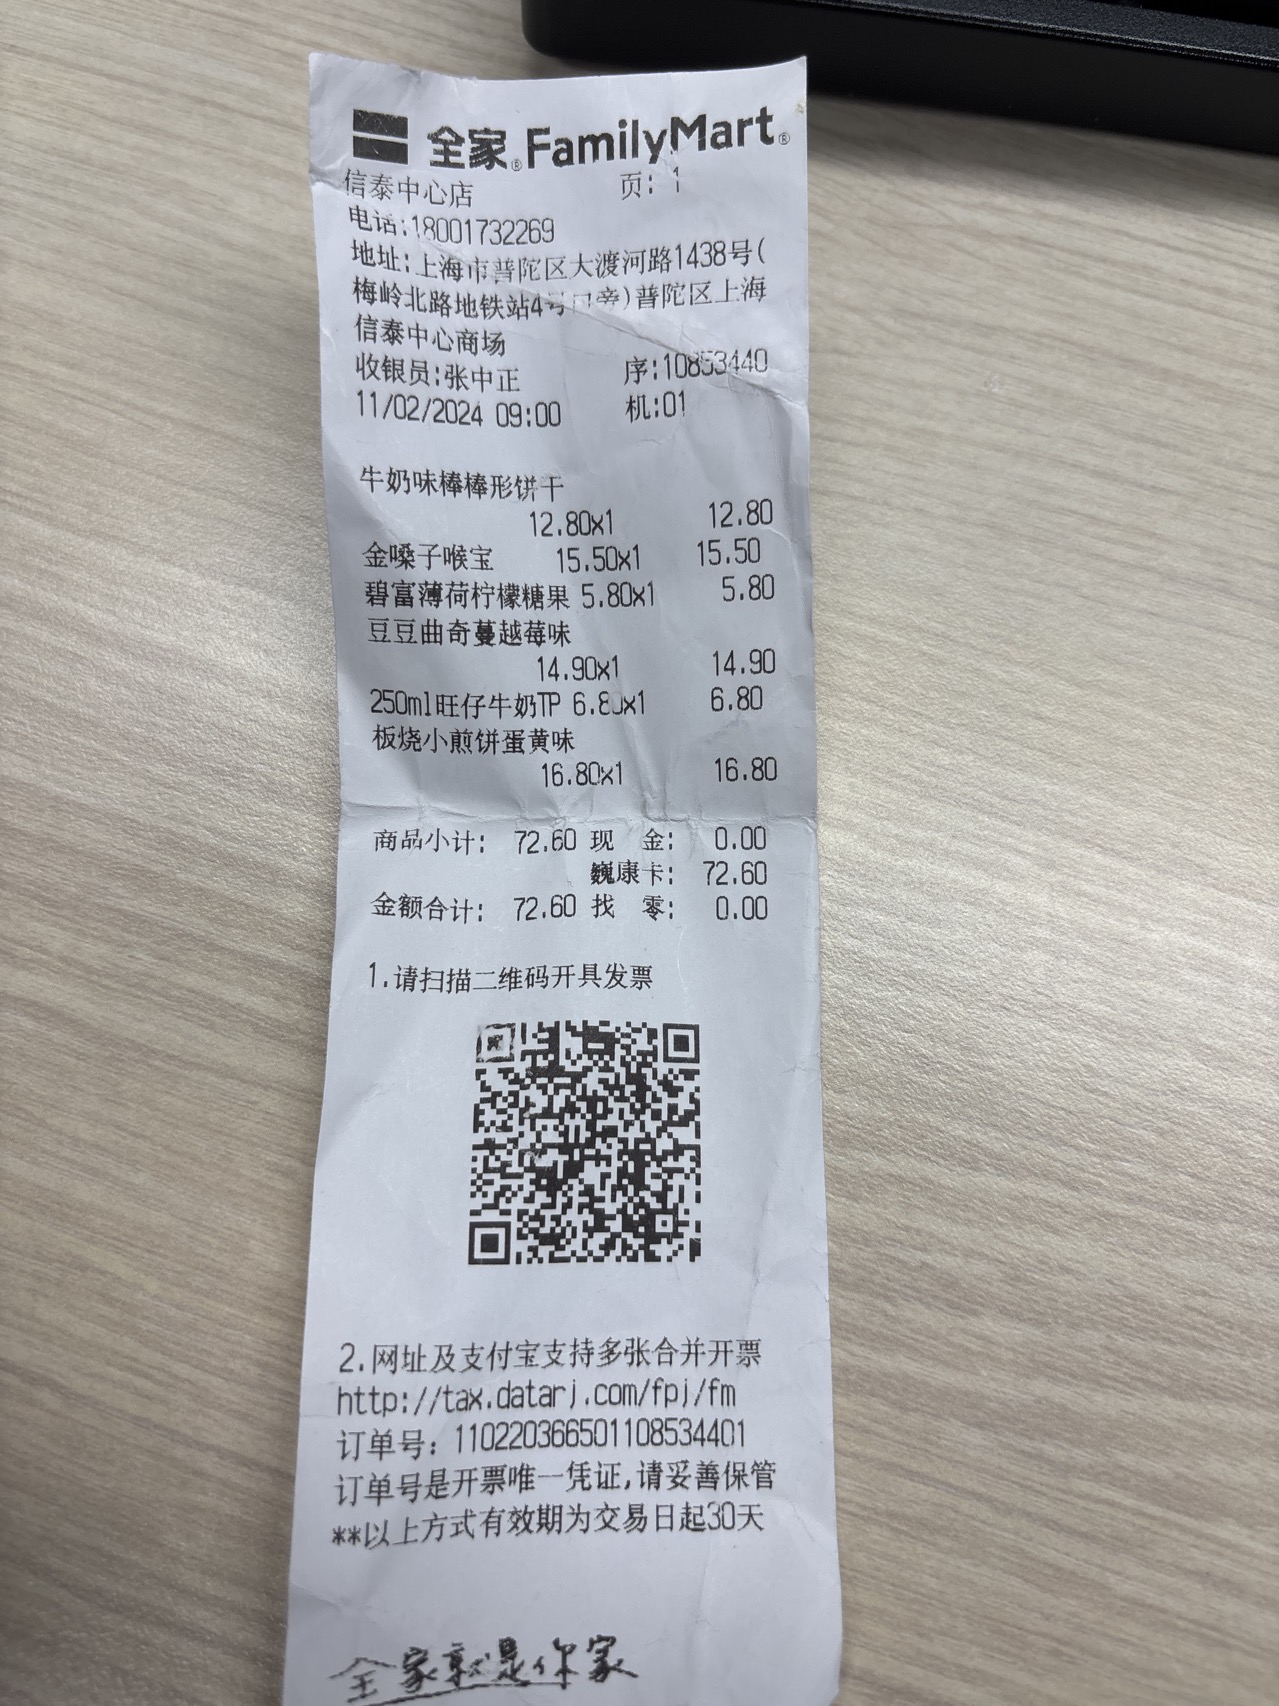 全家®FamilyMart®
信泰中心店 页: 1
电话:18001732269
地址:上海市普陀区大渡河路1438号(
梅岭北路地铁站4号口旁)普陀区上海
信泰中心商场
收银员:张中正 序:10853440
11/02/2024 09:00 机:01
牛奶味棒棒形饼干
12.80x1 12.80
金嗓子喉宝 15.50x1 15.50
碧富薄荷柠檬糖果 5.80x1 5.80
豆豆曲奇蔓越莓味
14.90x1 14.90
250ml旺仔牛奶TP 6.80x1 6.80
板烧小煎饼蛋黄味
16.80x1 16.80
商品小计: 72.60 现 金: 0.00
巍康卡: 72.60
金额合计: 72.60 找 零: 0.00
1.请扫描二维码开具发票
2.网址及支付宝支持多张合并开票
http://tax.datarj.com/fpj/fm
订单号: 110220366501108534401
订单号是开票唯一凭证,请妥善保管
**以上方式有效期为交易日起30天
全家就是你家